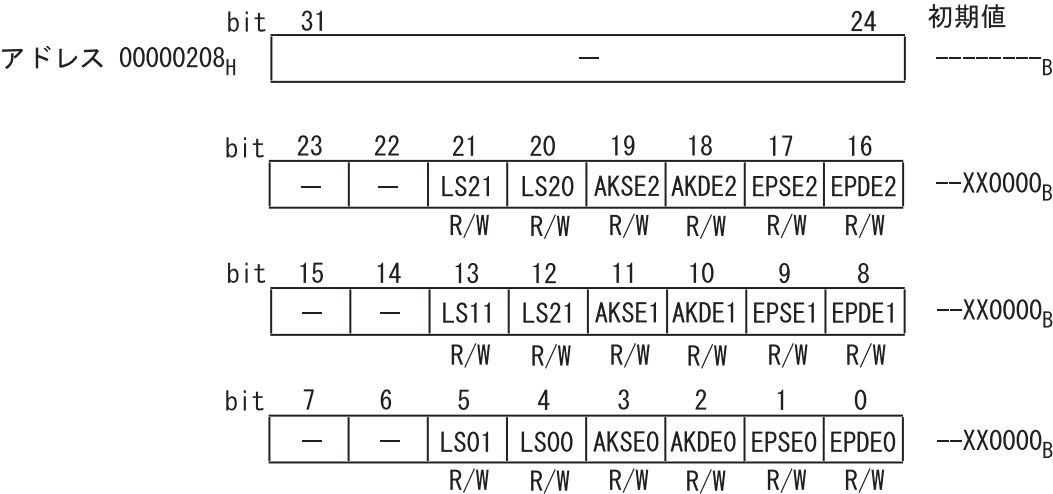 bit 31 24 初期値
アドレス 00000208H — --------B
bit 23 22 21 20 19 18 17 16
— — LS21 LS20 AKSE2 AKDE2 EPSE2 EPDE2 --XX0000B
R/W R/W R/W R/W R/W R/W
bit 15 14 13 12 11 10 9 8
— — LS11 LS21 AKSE1 AKDE1 EPSE1 EPDE1 --XX0000B
R/W R/W R/W R/W R/W R/W
bit 7 6 5 4 3 2 1 0
— — LS01 LS00 AKSE0 AKDE0 EPSE0 EPDE0 --XX0000B
R/W R/W R/W R/W R/W R/W